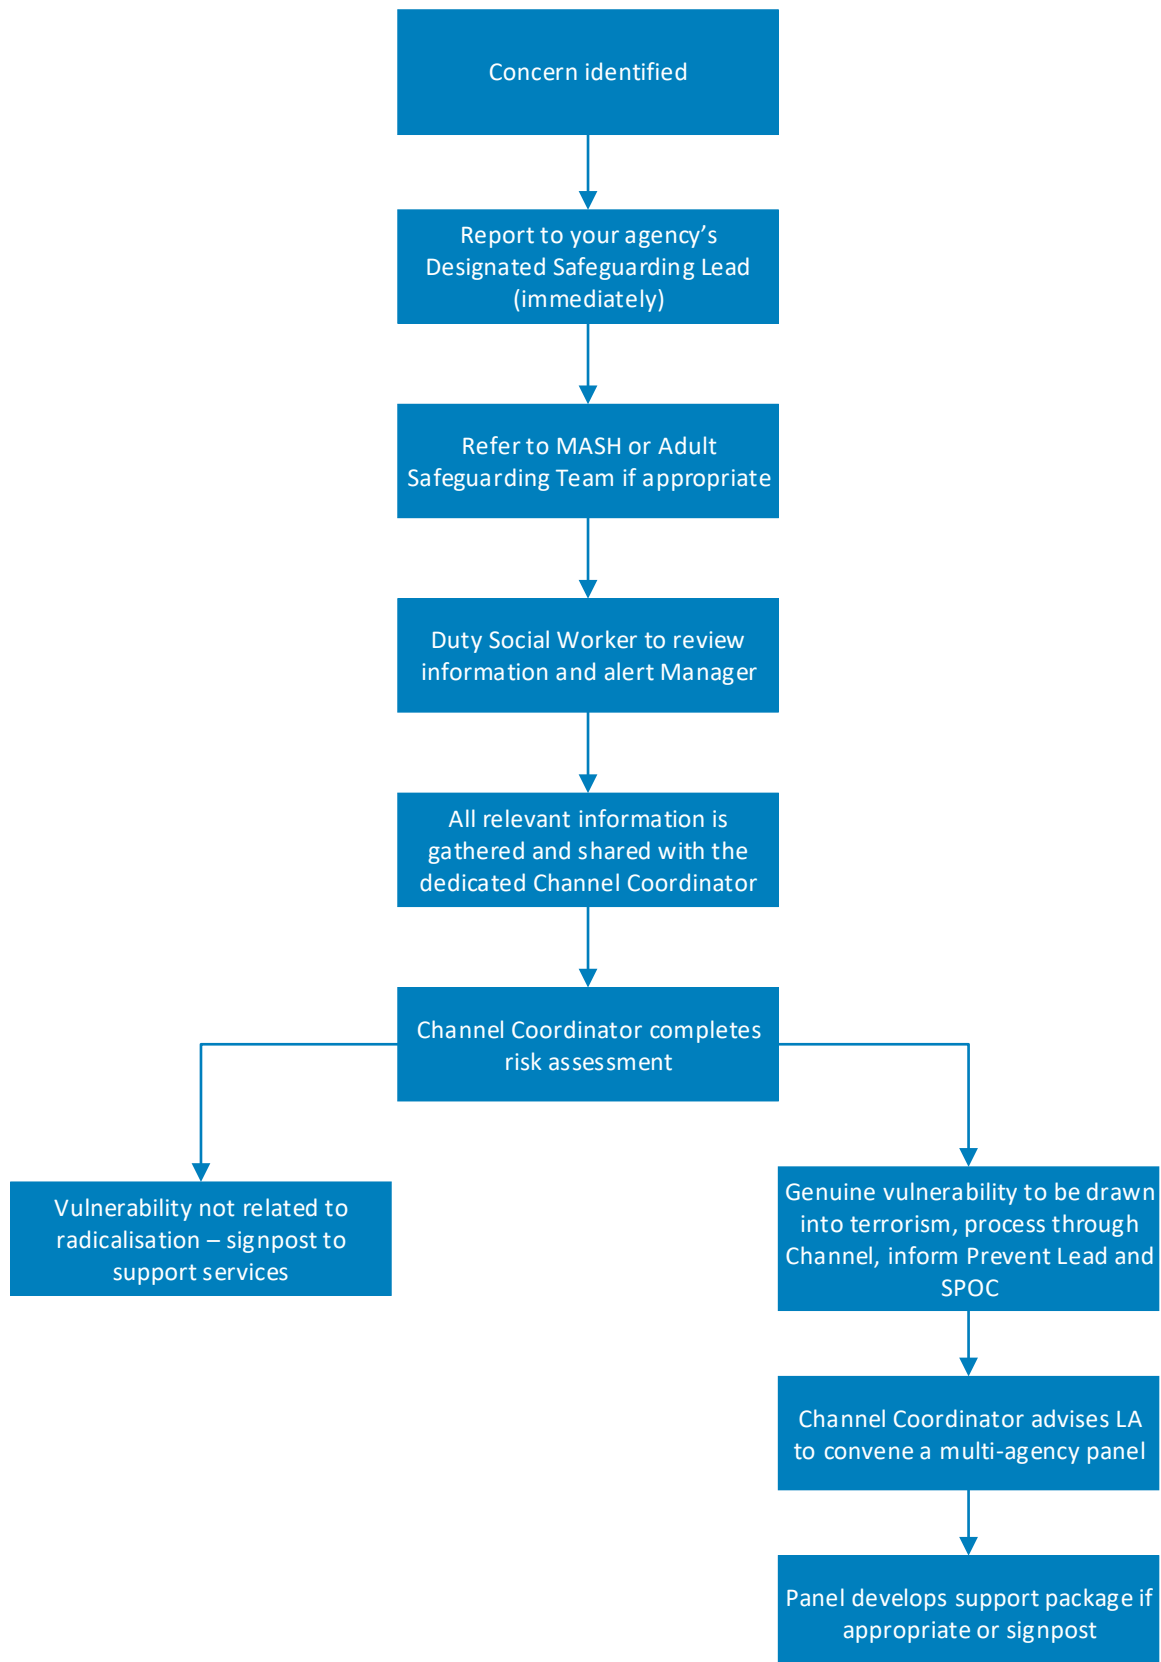 Concern identified
Report to your agency’s
Designated Safeguarding Lead
(immediately)
Refer to MASH or Adult
Safeguarding Team if appropriate
Duty Social Worker to review
information and alert Manager
All relevant information is
gathered and shared with the
dedicated Channel Coordinator
Channel Coordinator completes
risk assessment
Vulnerability not related to
radicalisation – signpost to
support services
Genuine vulnerability to be drawn
into terrorism, process through
Channel, inform Prevent Lead and
SPOC
Channel Coordinator advises LA
to convene a multi-agency panel
Panel develops support package if
appropriate or signpost